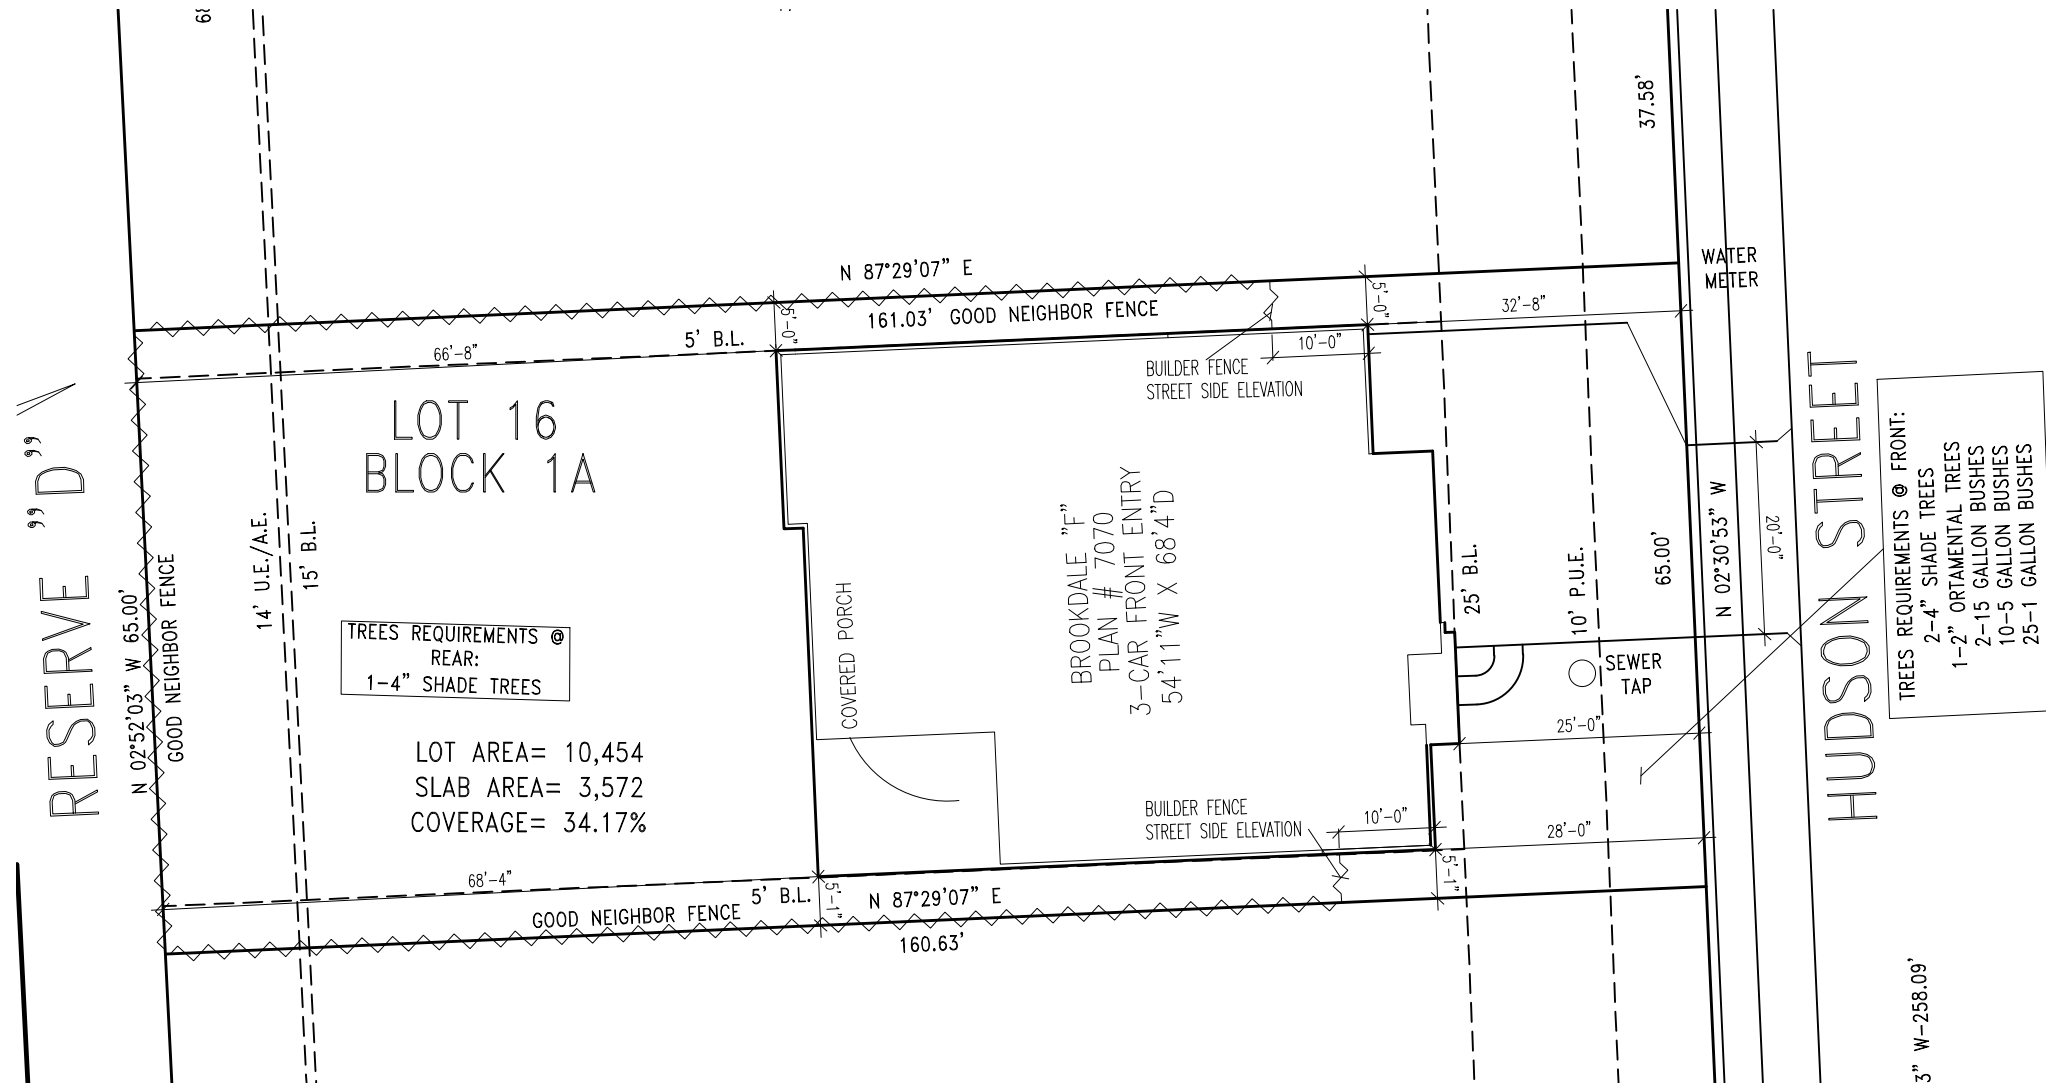 37.58'
N 87°29'07" E
161.03' GOOD NEIGHBOR FENCE
WATER
METER
5'-0"
5'-0"
32'-8"
5' B.L.
66'-8"
10'-0"
BUILDER FENCE
STREET SIDE ELEVATION
LOT 16
BLOCK 1A
RESERVE "D"
N 02°52'03" W 65.00'
GOOD NEIGHBOR FENCE
14' U.E./A.E.
15' B.L.
TREES REQUIREMENTS @
REAR:
1-4" SHADE TREES
LOT AREA= 10,454
SLAB AREA= 3,572
COVERAGE= 34.17%
COVERED PORCH
BROOKDALE "F"
PLAN # 7070
3-CAR FRONT ENTRY
54'11"W X 68'4"D
25' B.L.
10' P.U.E.
65.00'
N 02°30'53" W
20'-0"
HUDSON STREET
TREES REQUIREMENTS @ FRONT:
2-4" SHADE TREES
1-2" ORTAMENTAL TREES
2-15 GALLON BUSHES
10-5 GALLON BUSHES
25-1 GALLON BUSHES
SEWER
TAP
25'-0"
BUILDER FENCE
STREET SIDE ELEVATION
10'-0"
28'-0"
68'-4"
5' B.L.
5'-1"
5'-1"
N 87°29'07" E
GOOD NEIGHBOR FENCE
160.63'
3" W-258.09'